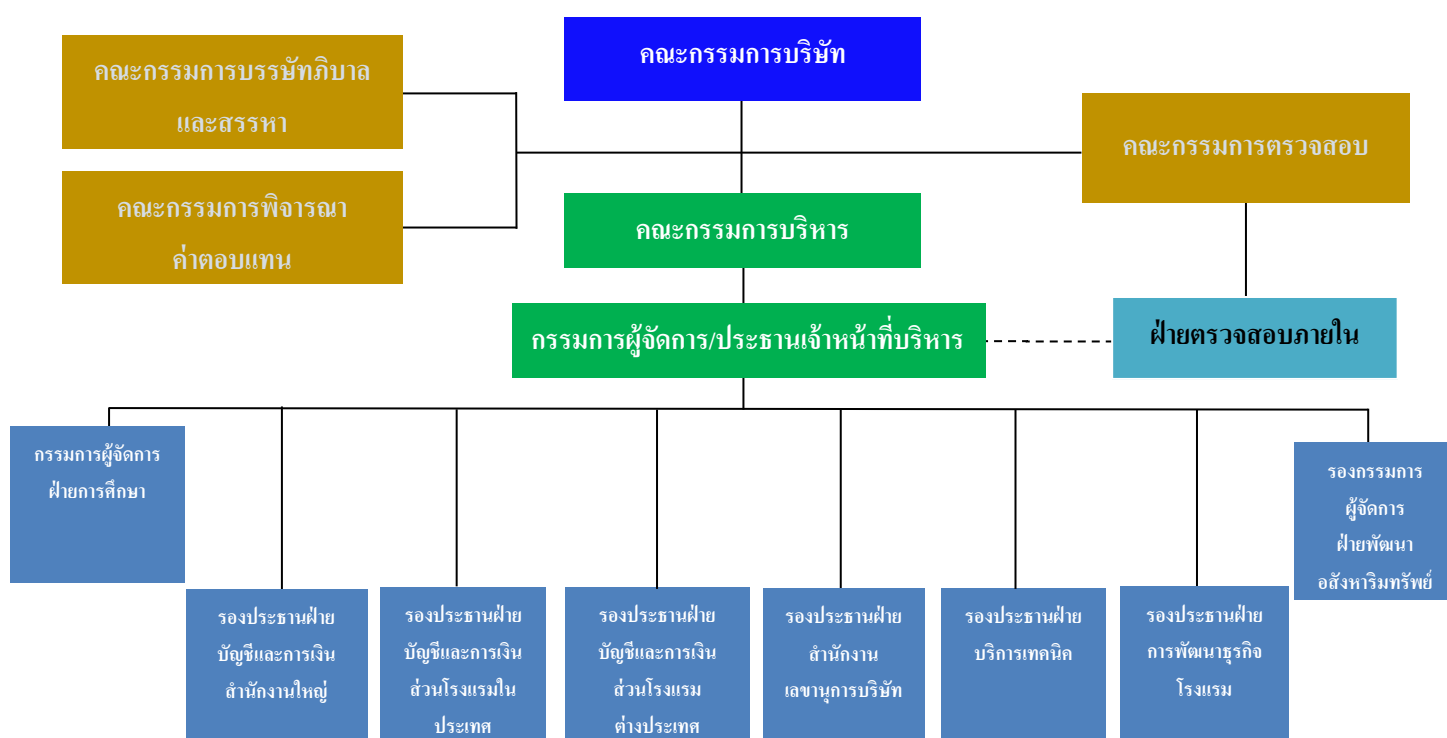 คณะกรรมการบริษัท
คณะกรรมการบรรษัทภิบาล
และสรรหา
คณะกรรมการตรวจสอบ
คณะกรรมการพิจารณา
ค่าตอบแทน
คณะกรรมการบริหาร
กรรมการผู้จัดการ/ประธานเจ้าหน้าที่บริหาร
ฝ่ายตรวจสอบภายใน
กรรมการผู้จัดการ
ฝ่ายการศึกษา
รองประธานฝ่าย
บัญชีและการเงิน
สำนักงานใหญ่
รองประธานฝ่าย
บัญชีและการเงิน
ส่วนโรงแรมใน
ประเทศ
รองประธานฝ่าย
บัญชีและการเงิน
ส่วนโรงแรม
ต่างประเทศ
รองประธานฝ่าย
สำนักงาน
เลขานุการบริษัท
รองประธานฝ่าย
บริการเทคนิค
รองประธานฝ่าย
การพัฒนาธุรกิจ
โรงแรม
รองกรรมการ
ผู้จัดการ
ฝ่ายพัฒนา
อสังหาริมทรัพย์